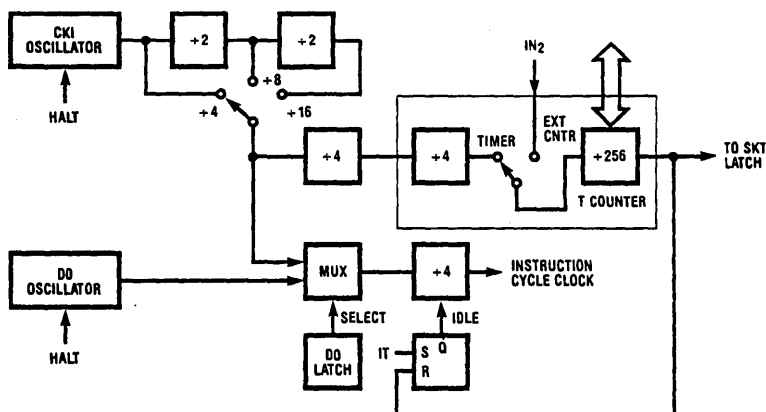 CKI
OSCILLATOR
HALT
÷2
÷2
÷4
÷8
÷16
IN2
÷4
÷4
TIMER
EXT
CNTR
÷256
T COUNTER
TO SKT
LATCH
DO
OSCILLATOR
HALT
MUX
÷4
INSTRUCTION
CYCLE CLOCK
SELECT
IDLE
DO
LATCH
IT
S
Q
R